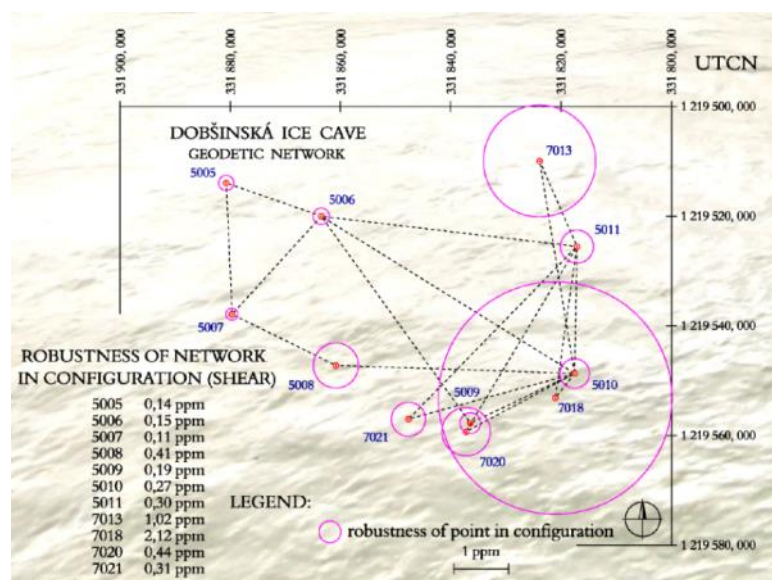 331 900, 000
331 880, 000
331 860, 000
331 840, 000
331 820, 000
331 800, 000
UTCN
1 219 500, 000
DOBŠINSKÁ ICE CAVE
GEODETIC NETWORK
7013
5005
5006
1 219 520, 000
5011
5007
1 219 540, 000
ROBUSTNESS OF NETWORK
IN CONFIGURATION (SHEAR)
5008
5009
5010
7018
7021
7020
1 219 560, 000
5005 0,14 ppm
5006 0,15 ppm
5007 0,11 ppm
5008 0,41 ppm
5009 0,19 ppm
5010 0,27 ppm
5011 0,30 ppm
7013 1,02 ppm
7018 2,12 ppm
7020 0,44 ppm
7021 0,31 ppm
LEGEND:
robustness of point in configuration
1 ppm
1 219 580, 000